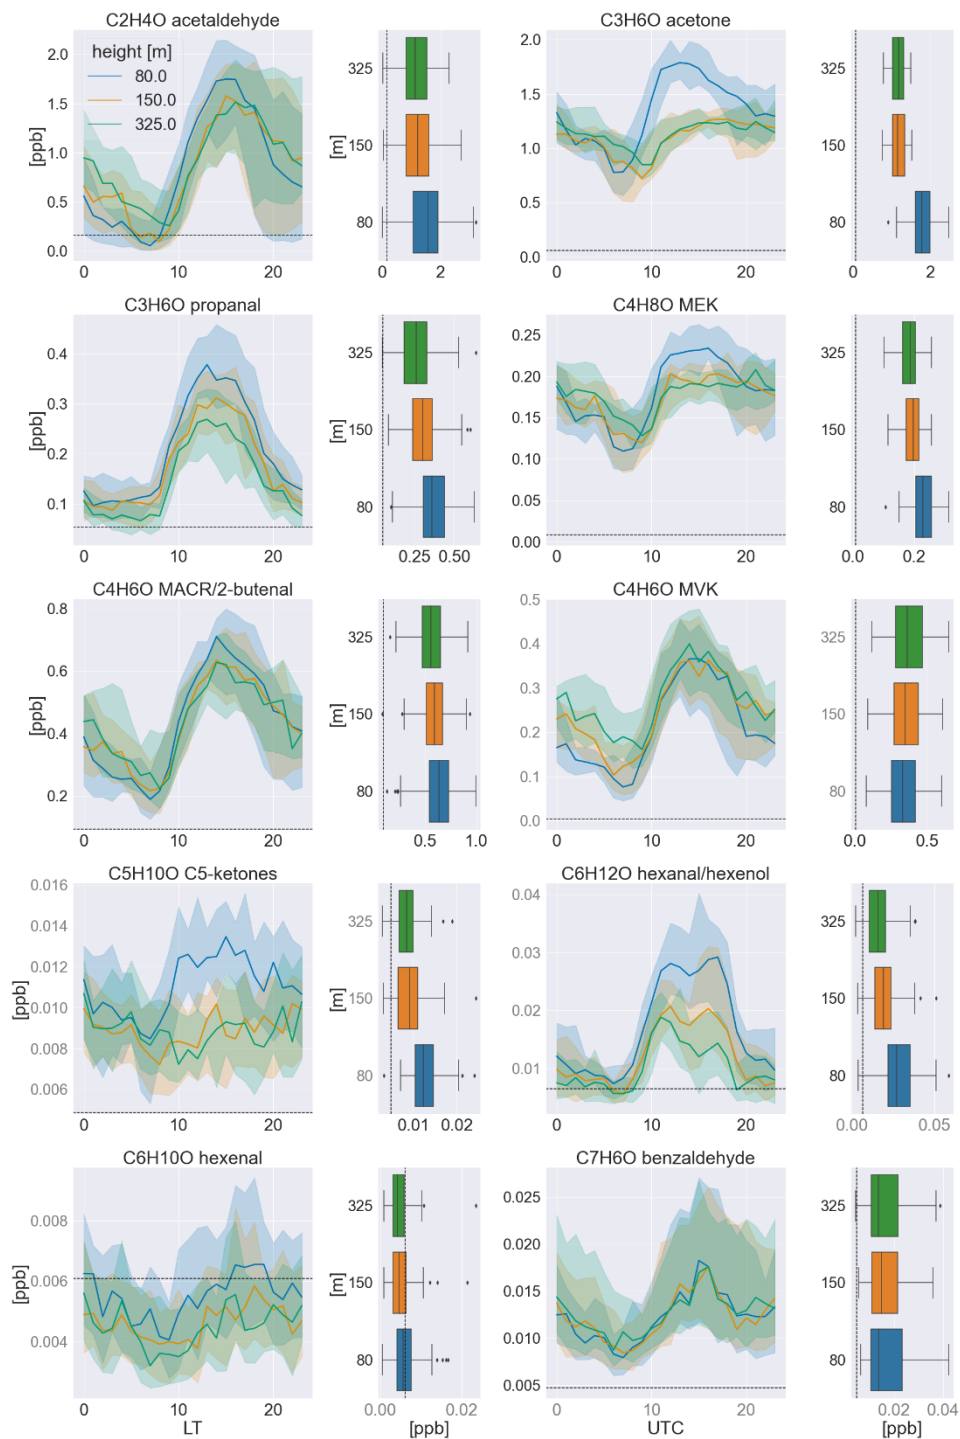 C2H4O acetaldehyde
C3H6O acetone
height [m]
80.0
150.0
325.0
2.0
1.5
1.0
0.5
0.0
[ppb]
0 10 20
325
150
80
[m]
0 2
2.0
1.5
1.0
0.5
0.0
0 10 20
325
150
80
0 2
C3H6O propanal
C4H8O MEK
0.4
0.3
0.2
0.1
[ppb]
0 10 20
325
150
80
[m]
0.25 0.50
0.25
0.20
0.15
0.10
0.05
0.00
0 10 20
325
150
80
0.0 0.2
C4H6O MACR/2-butenal
C4H6O MVK
0.8
0.6
0.4
0.2
[ppb]
0 10 20
325
150
80
[m]
0.5 1.0
0.5
0.4
0.3
0.2
0.1
0.0
0 10 20
325
150
80
0.0 0.5
C5H10O C5-ketones
C6H12O hexanal/hexenol
0.016
0.014
0.012
0.010
0.008
0.006
[ppb]
0 10 20
325
150
80
[m]
0.01 0.02
0.04
0.03
0.02
0.01
0 10 20
325
150
80
0.00 0.05
C6H10O hexenal
C7H6O benzaldehyde
0.008
0.006
0.004
[ppb]
0 10 20
LT
325
150
80
[m]
0.00 0.02
[ppb]
0.025
0.020
0.015
0.010
0.005
0 10 20
UTC
325
150
80
0.02 0.04
[ppb]